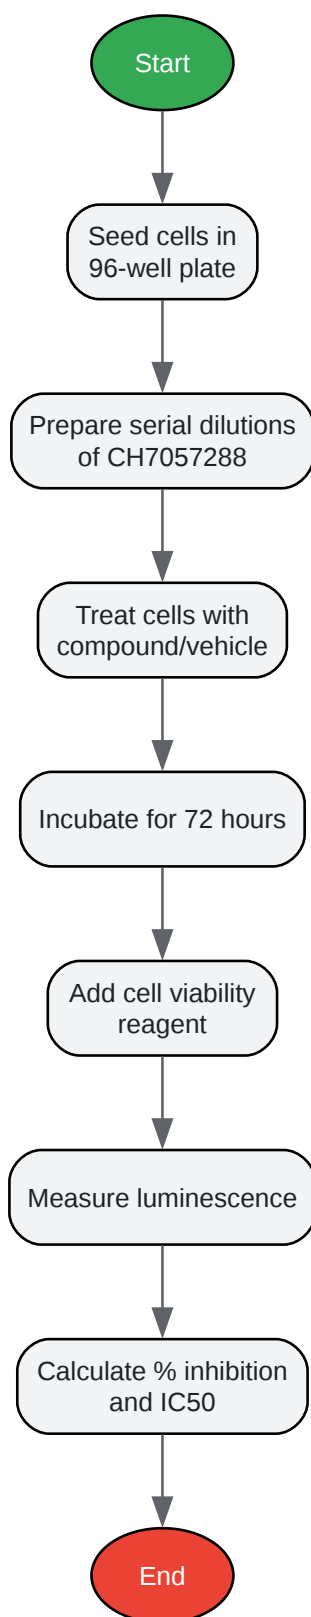 Start
Seed cells in
96-well plate
Prepare serial dilutions
of CH7057288
Treat cells with
compound/vehicle
Incubate for 72 hours
Add cell viability
reagent
Measure luminescence
Calculate % inhibition
and IC50
End